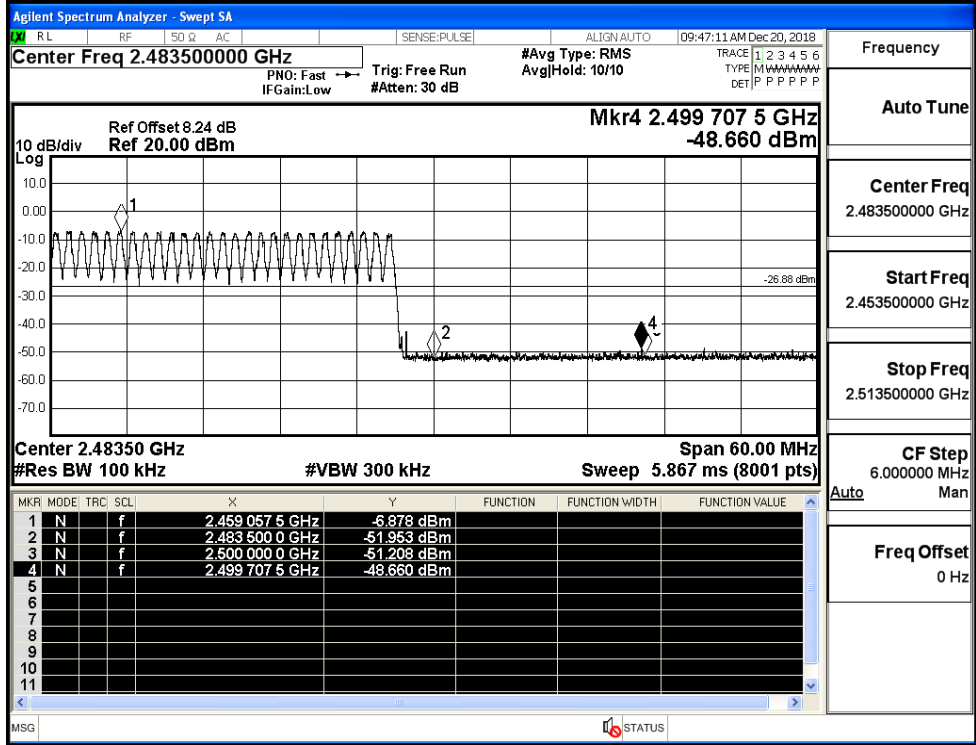 Agilent Spectrum Analyzer - Swept SA
LXI RL RF 50 Ω AC SENSE:PULSE ALIGN AUTO 09:47:11 AM Dec 20, 2018
Center Freq 2.483500000 GHz
PNO: Fast
IFGain:Low
Trig: Free Run
#Atten: 30 dB
#Avg Type: RMS
Avg|Hold: 10/10
TRACE 1 2 3 4 5 6
TYPE M WWWWW
DET P P P P P P
Ref Offset 8.24 dB
10 dB/div Ref 20.00 dBm
Log
Mkr4 2.499 707 5 GHz
-48.660 dBm
10.0
0.00
-10.0
-20.0
-30.0
-40.0
-50.0
-60.0
-70.0
1
-26.88 dBm
2
4
Center 2.48350 GHz Span 60.00 MHz
#Res BW 100 kHz #VBW 300 kHz Sweep 5.867 ms (8001 pts)
MKR MODE TRC SCL X Y FUNCTION FUNCTION WIDTH FUNCTION VALUE
1 N f 2.459 057 5 GHz -6.878 dBm
2 N f 2.483 500 0 GHz -51.953 dBm
3 N f 2.500 000 0 GHz -51.208 dBm
4 N f 2.499 707 5 GHz -48.660 dBm
5
6
7
8
9
10
11
MSG STATUS
Frequency
Auto Tune
Center Freq
2.483500000 GHz
Start Freq
2.453500000 GHz
Stop Freq
2.513500000 GHz
CF Step
6.000000 MHz
Auto Man
Freq Offset
0 Hz